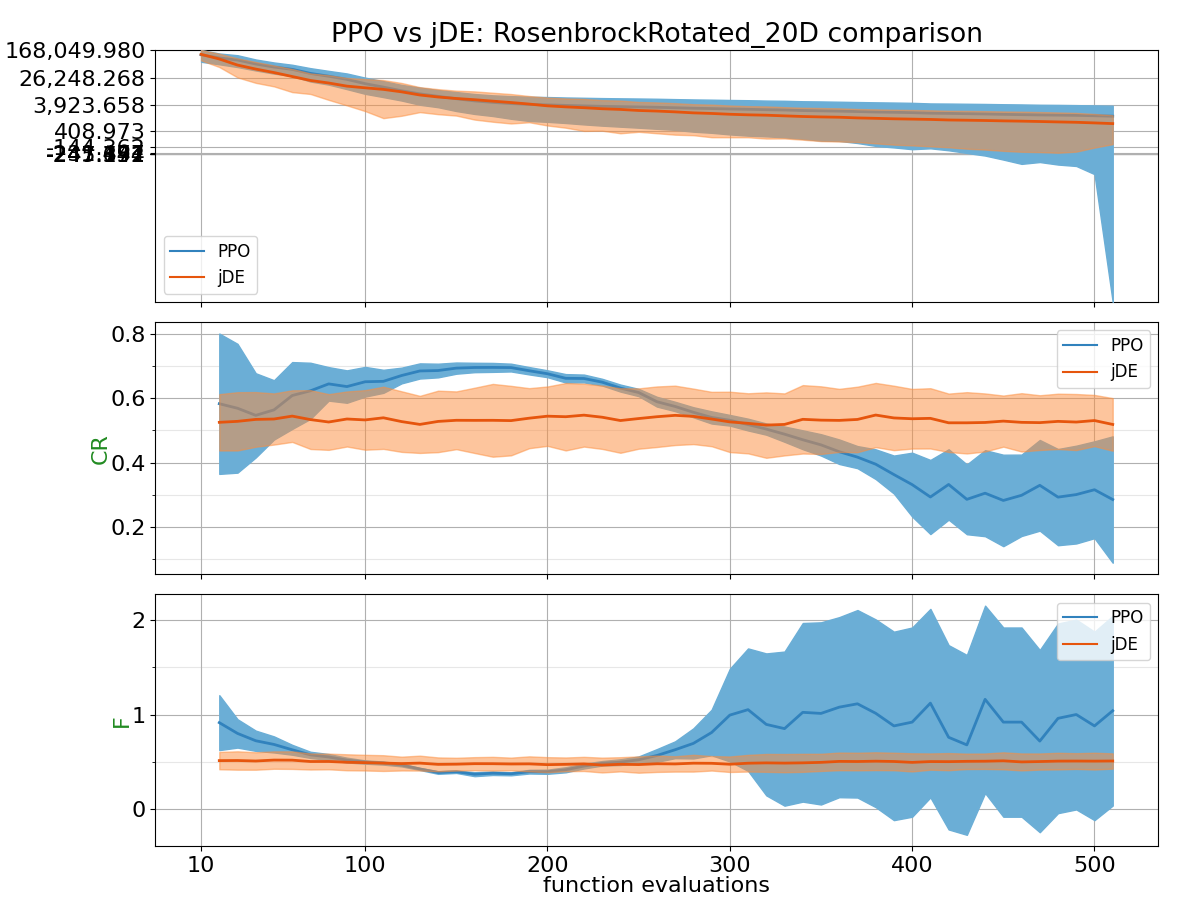 PPO vs jDE: RosenbrockRotated_20D comparison
168,049.980
26,248.268
3,923.658
408.973
PPO
jDE
0.8
0.6
0.4
0.2
CR
PPO
jDE
2
1
0
F
PPO
jDE
10
100
200
300
400
500
function evaluations